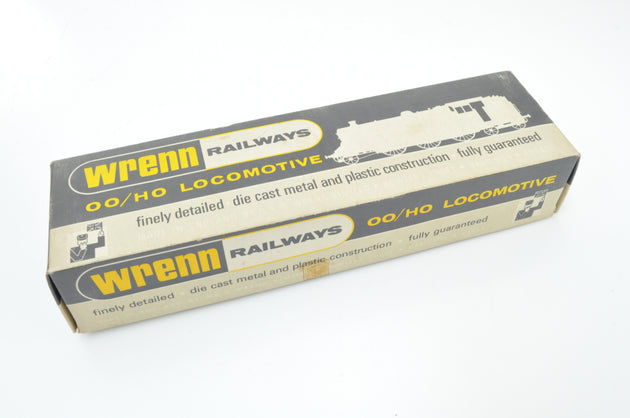 wrenn RAILWAYS
OO/HO LOCOMOTIVE
finely detailed die cast metal and plastic construction fully guaranteed
wrenn RAILWAYS OO/HO LOCOMOTIVE
finely detailed die cast metal and plastic construction fully guaranteed